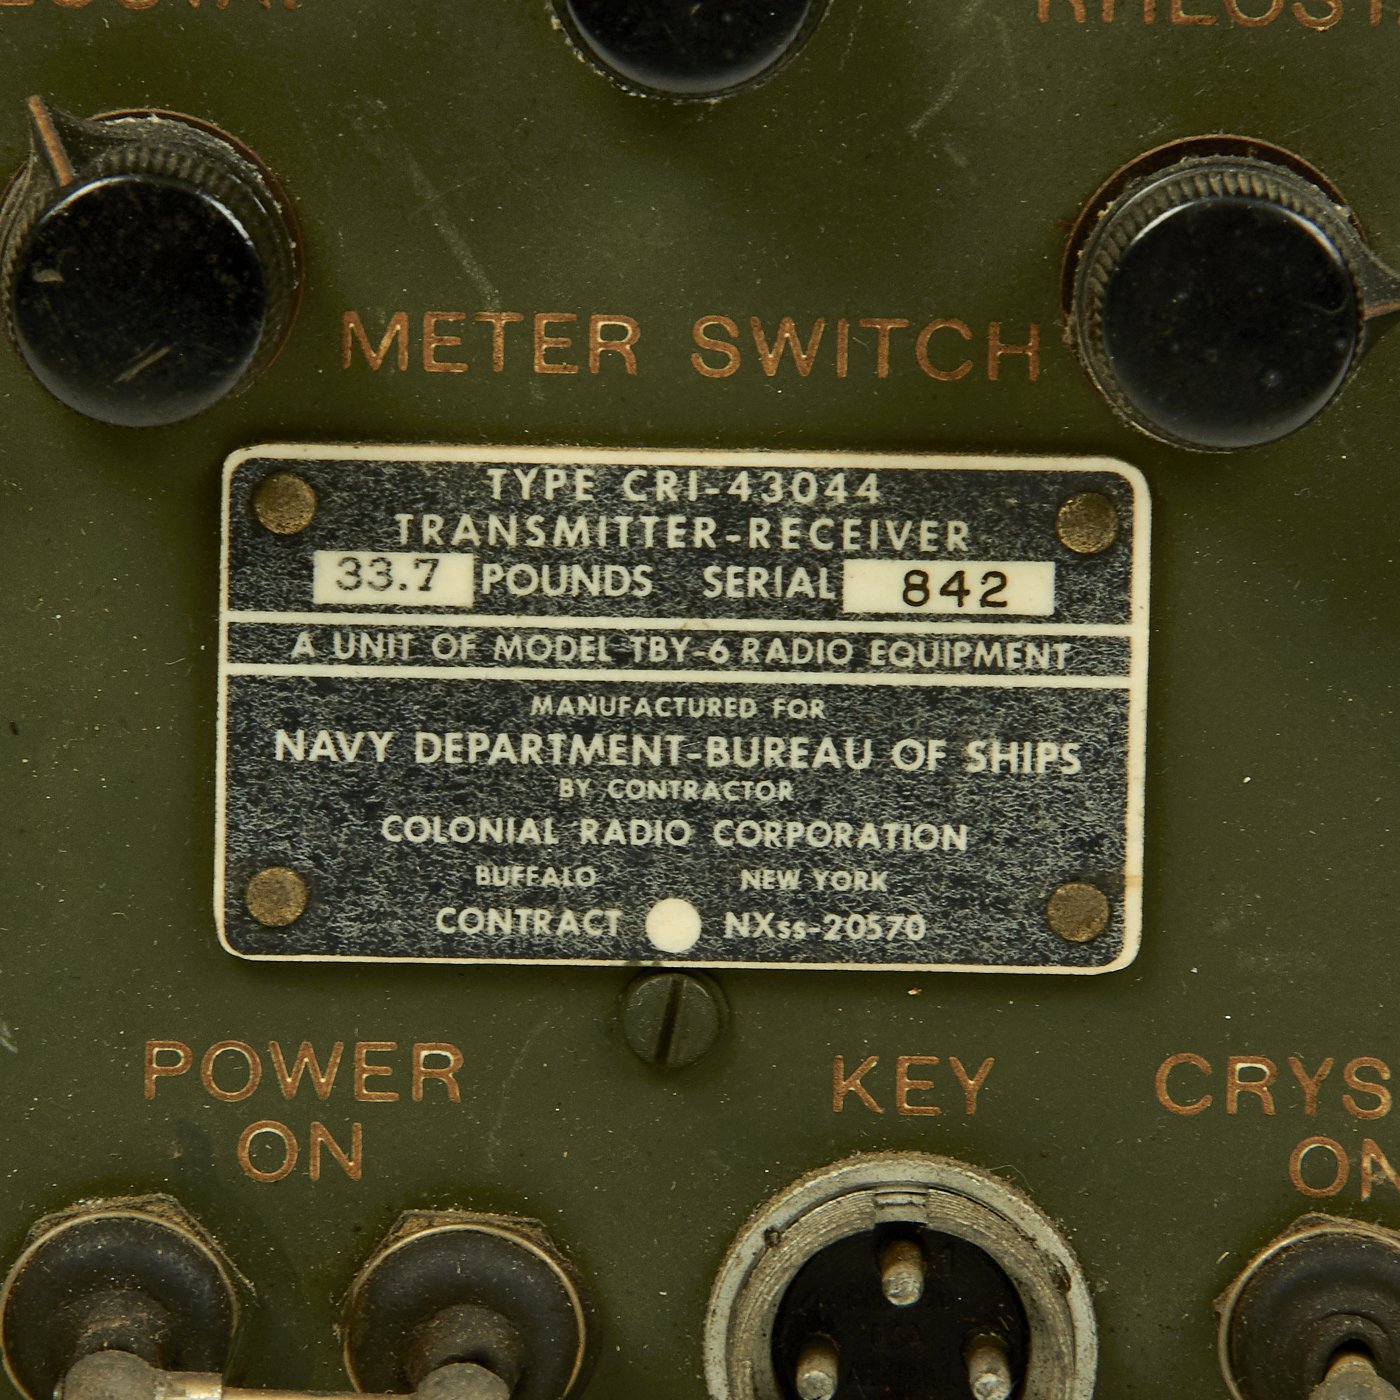 METER SWITCH
TYPE CRI-43044
TRANSMITTER-RECEIVER
33.7 POUNDS SERIAL 842
A UNIT OF MODEL TBY-6 RADIO EQUIPMENT
MANUFACTURED FOR
NAVY DEPARTMENT-BUREAU OF SHIPS
BY CONTRACTOR
COLONIAL RADIO CORPORATION
BUFFALO NEW YORK
CONTRACT NXss-20570
POWER KEY CRYS
ON ON